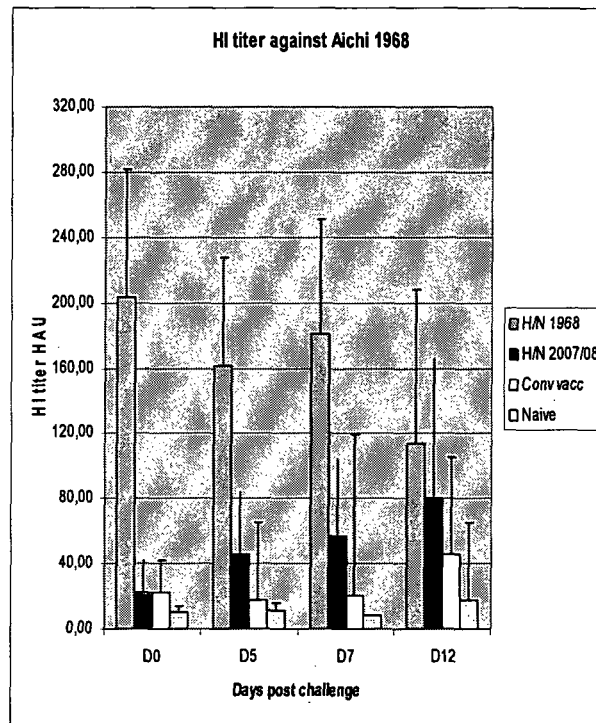 HI titer against Aichi 1968
320,00
280,00
240,00
200,00
160,00
120,00
80,00
40,00
0,00
HI titer HAU
D0 D5 D7 D12
Days post challenge
H/N 1968
H/N 2007/08
Conv vacc
Naive